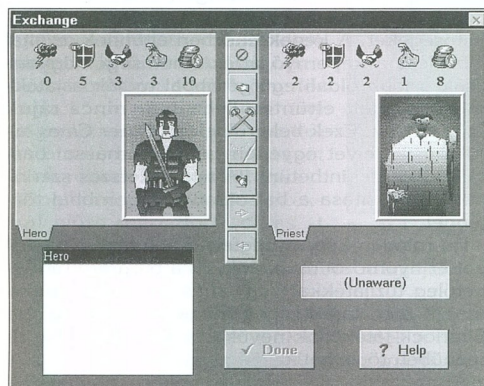 Exchange
0 5 3 3 10
2 2 2 1 8
Hero
Priest
Hero
(Unaware)
✓ Done
? Help